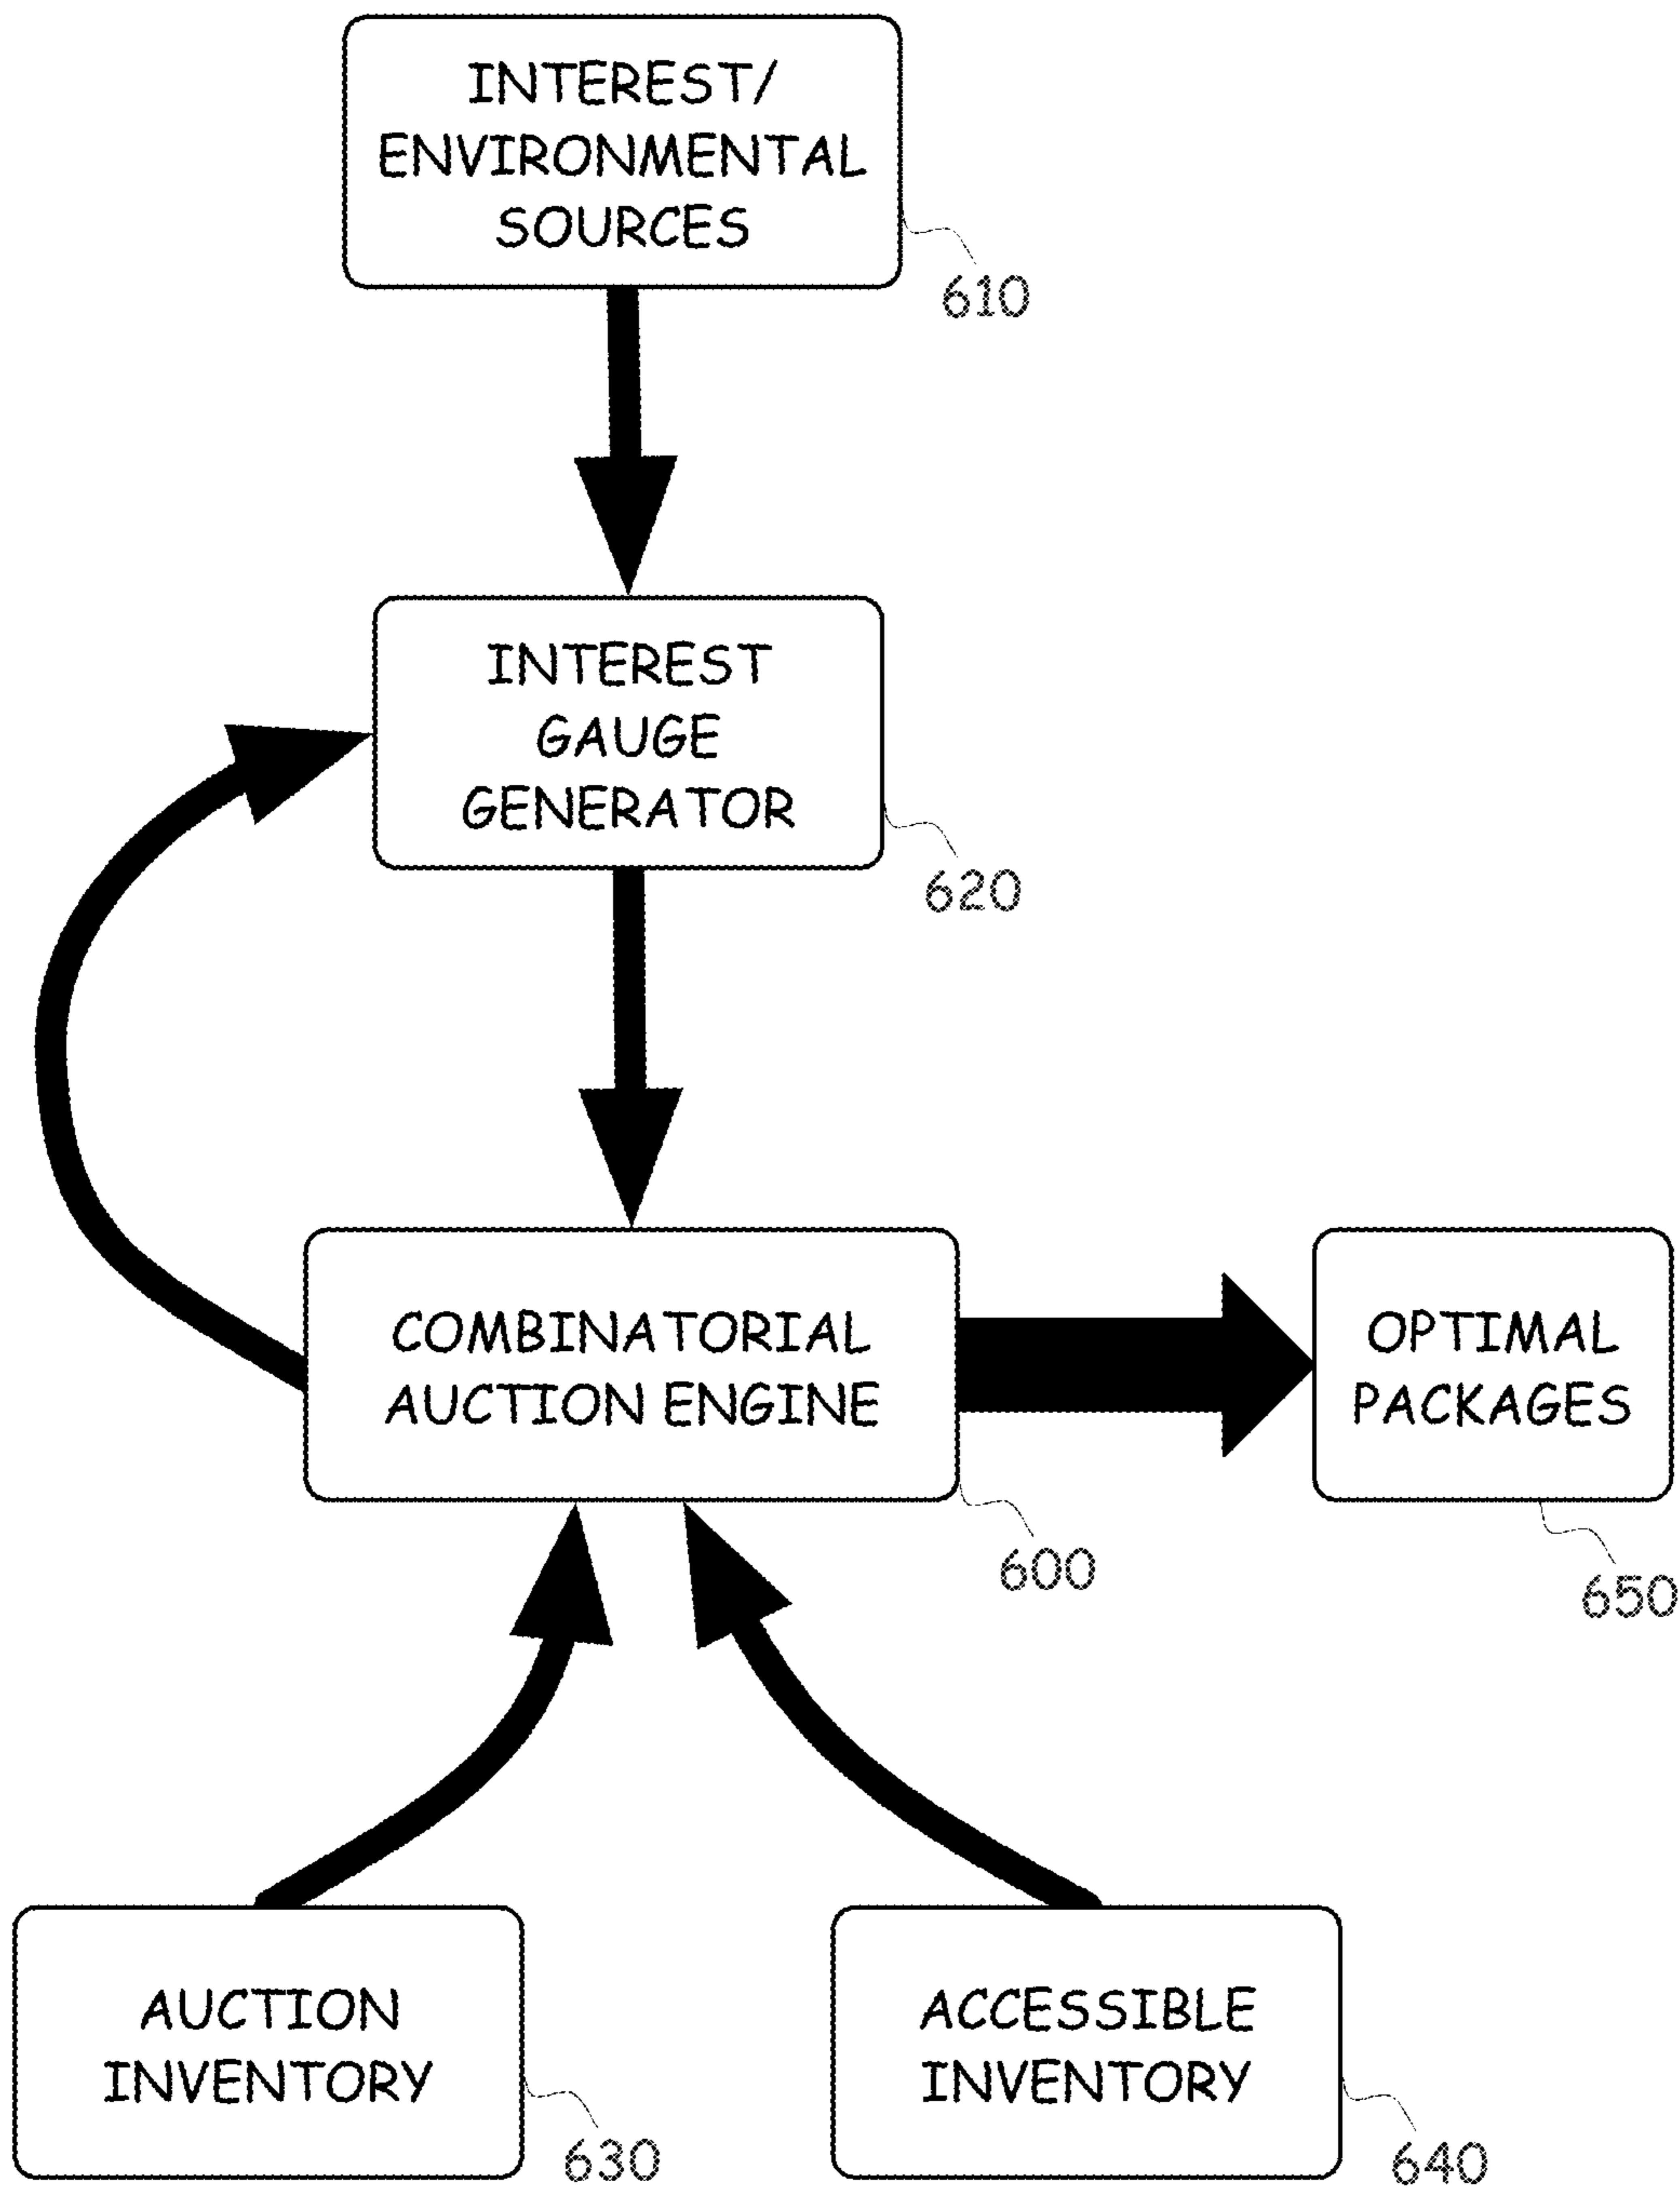 INTEREST/
ENVIRONMENTAL
SOURCES
610
INTEREST
GAUGE
GENERATOR
620
COMBINATORIAL
AUCTION ENGINE
600
OPTIMAL
PACKAGES
650
AUCTION
INVENTORY
630
ACCESSIBLE
INVENTORY
640